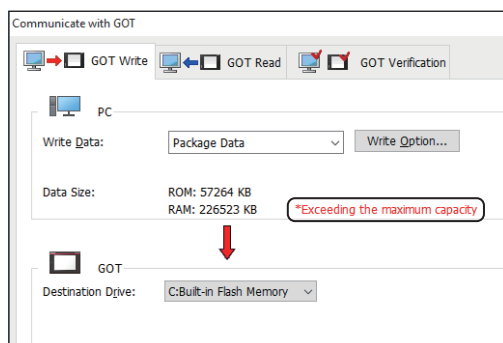 Communicate with GOT
GOT Write GOT Read GOT Verification
PC
Write Data: Package Data Write Option...
Data Size: ROM: 57264 KB
RAM: 226523 KB *Exceeding the maximum capacity
GOT
Destination Drive: C:Built-in Flash Memory